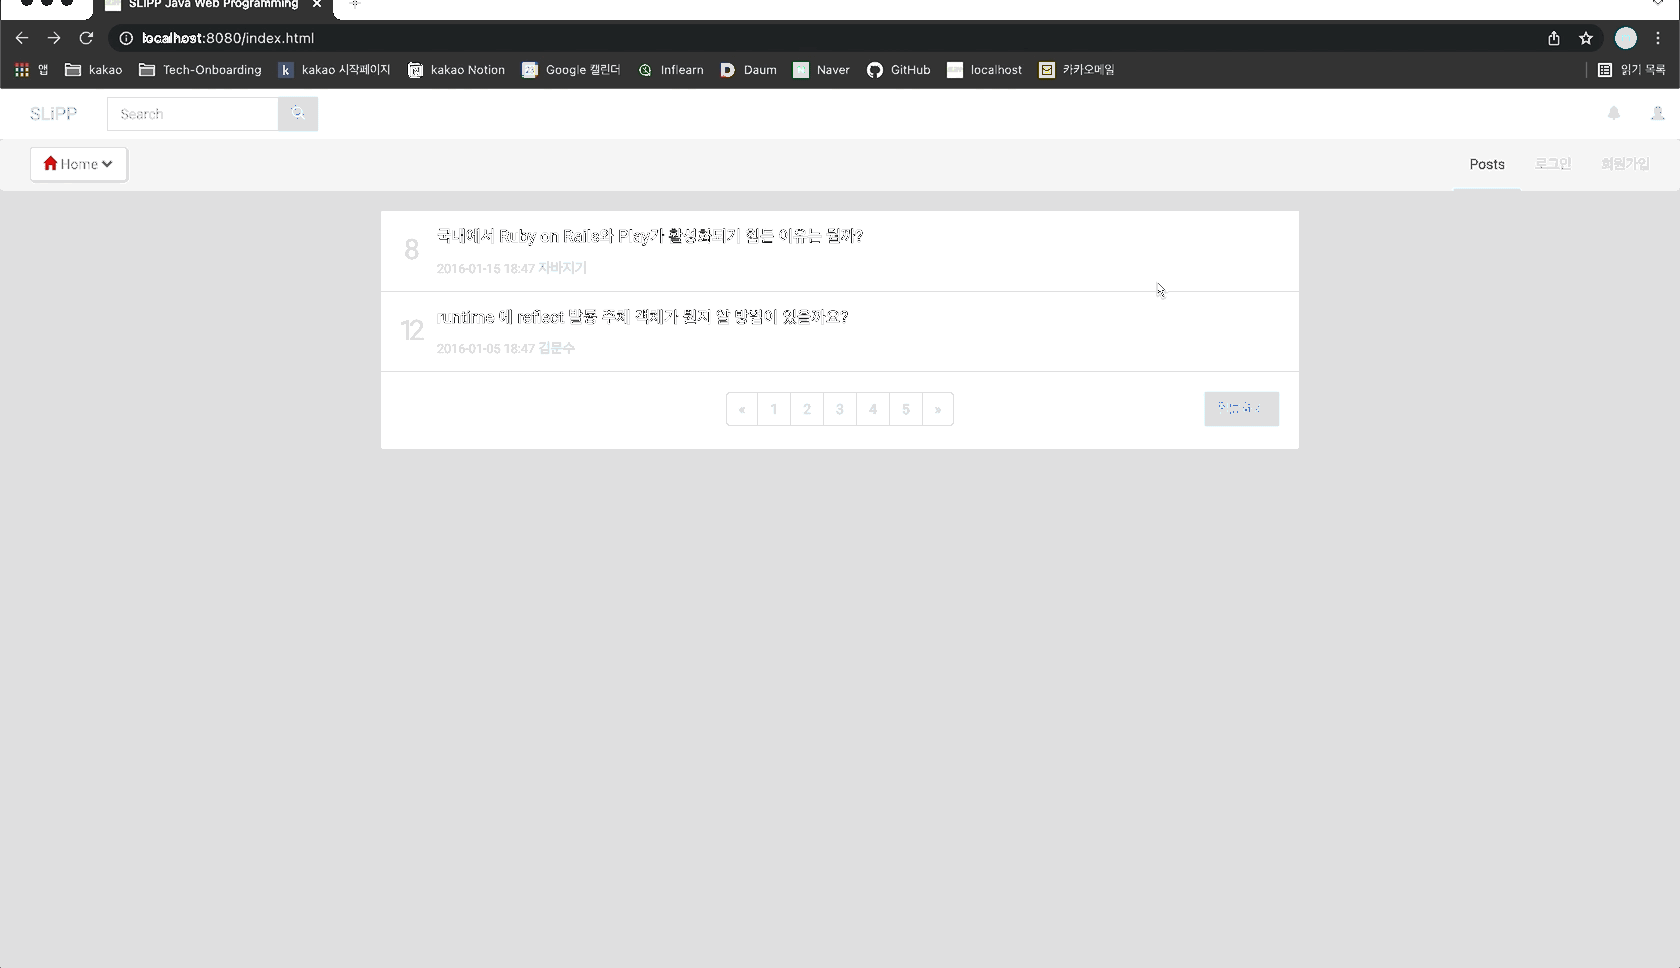 SLiPP Java Web Programming
localhost:8080/index.html
앱 kakao Tech-Onboarding kakao 시작페이지 kakao Notion Google 캘린더 Inflearn Daum Naver GitHub localhost 카카오메일 읽기 목록
SLiPP Search
Home Posts 로그인 회원가입
국내에서 Ruby on Rails와 Play가 활성화되기 힘든 이유는 뭘까?
8
2016-01-15 18:47 자바지기
runtime 에 reflect 발동 주체 객체가 뭔지 알 방법이 있을까요?
12
2016-01-05 18:47 김문수
« 1 2 3 4 5 »